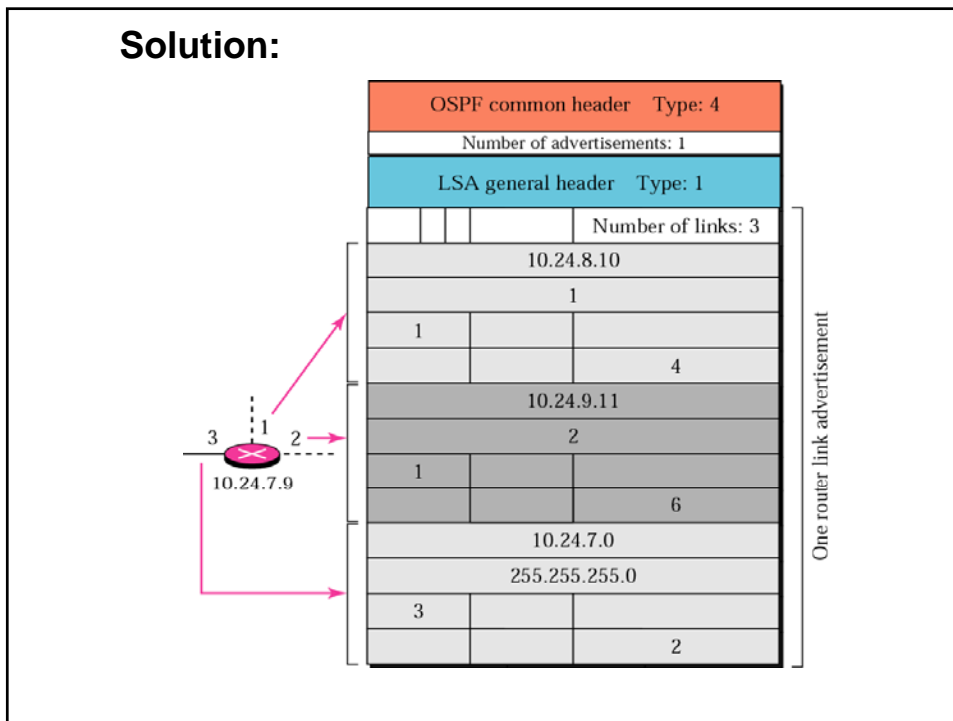 Solution:
OSPF common header Type: 4
Number of advertisements: 1
LSA general header Type: 1
Number of links: 3
10.24.8.10
1
1
4
10.24.9.11
2
1
6
10.24.7.0
255.255.255.0
3
2
1
3 2
10.24.7.9
One router link advertisement